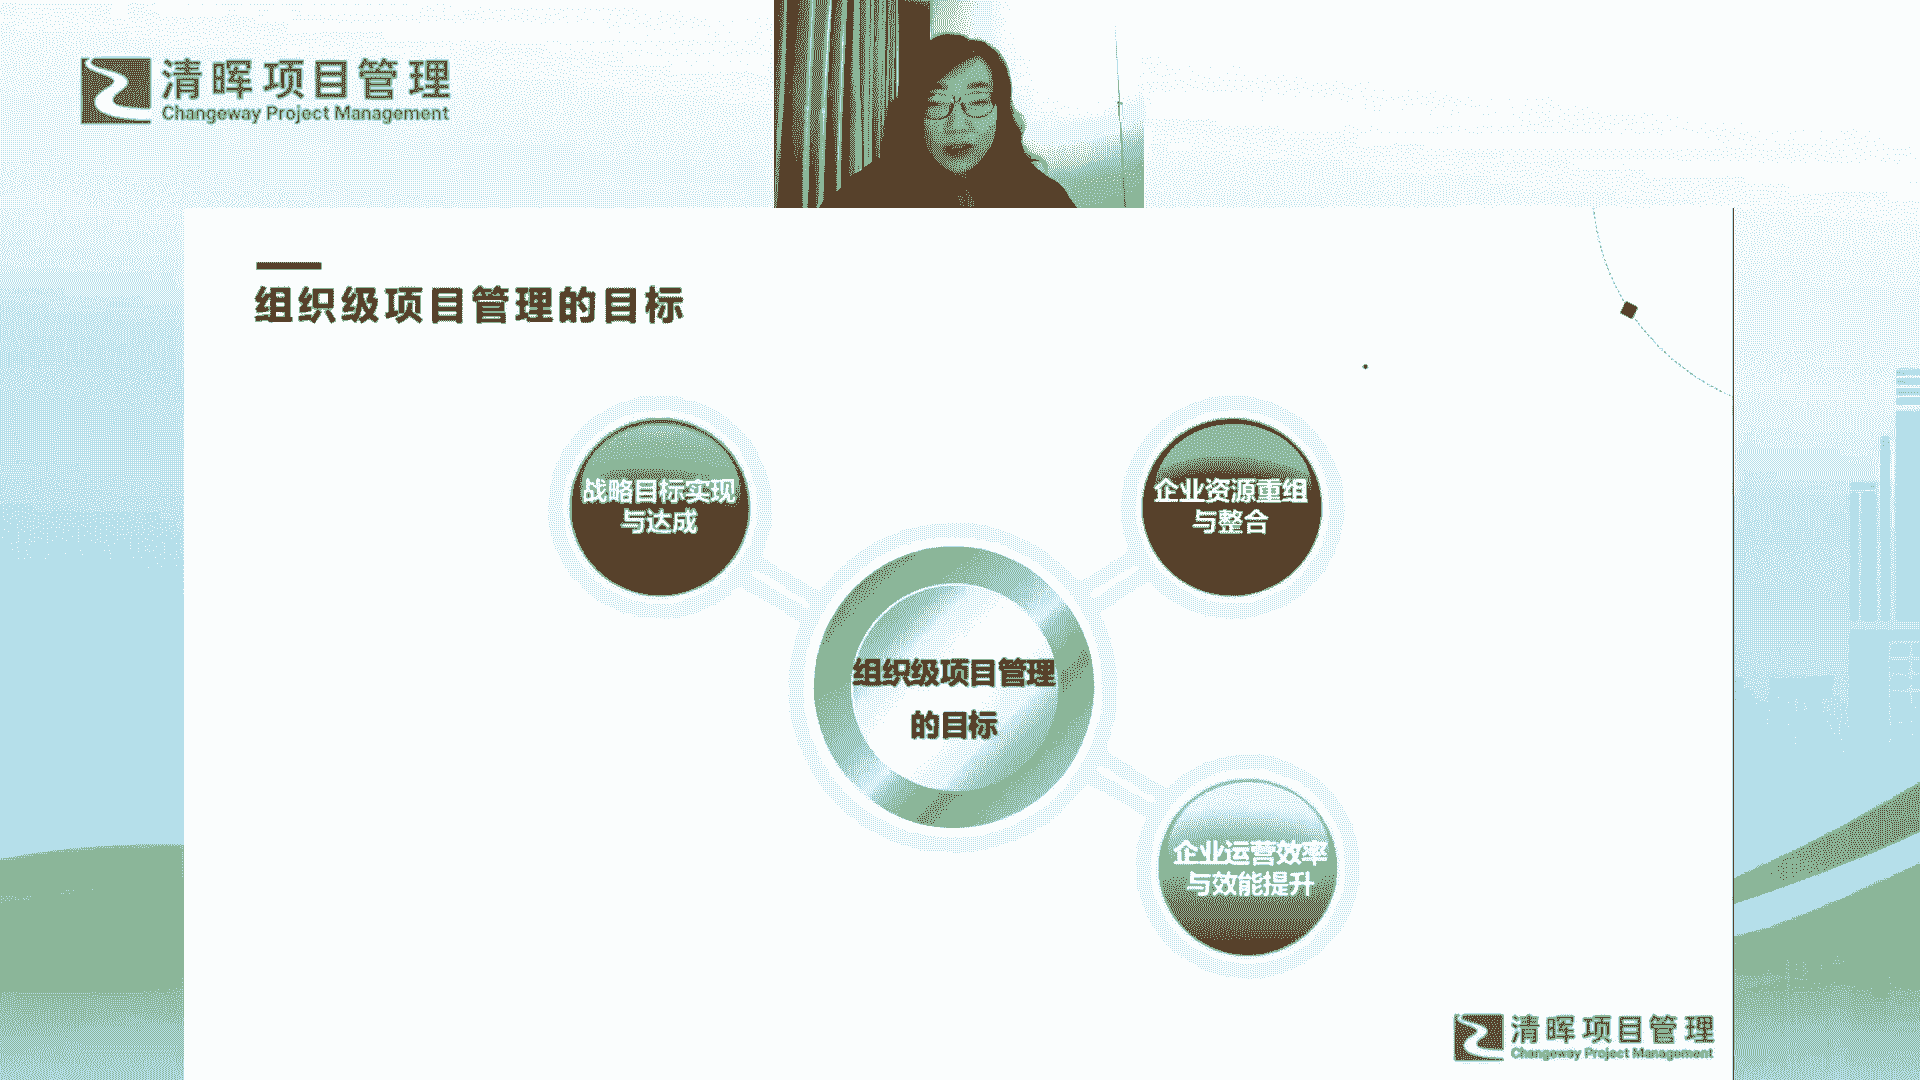 清晖项目管理
Changeway Project Management
组织级项目管理的目标
战略目标实现
与达成
企业资源重组
与整合
组织级项目管理
的目标
企业运营效率
与效能提升
清晖项目管理
Changeway Project Management